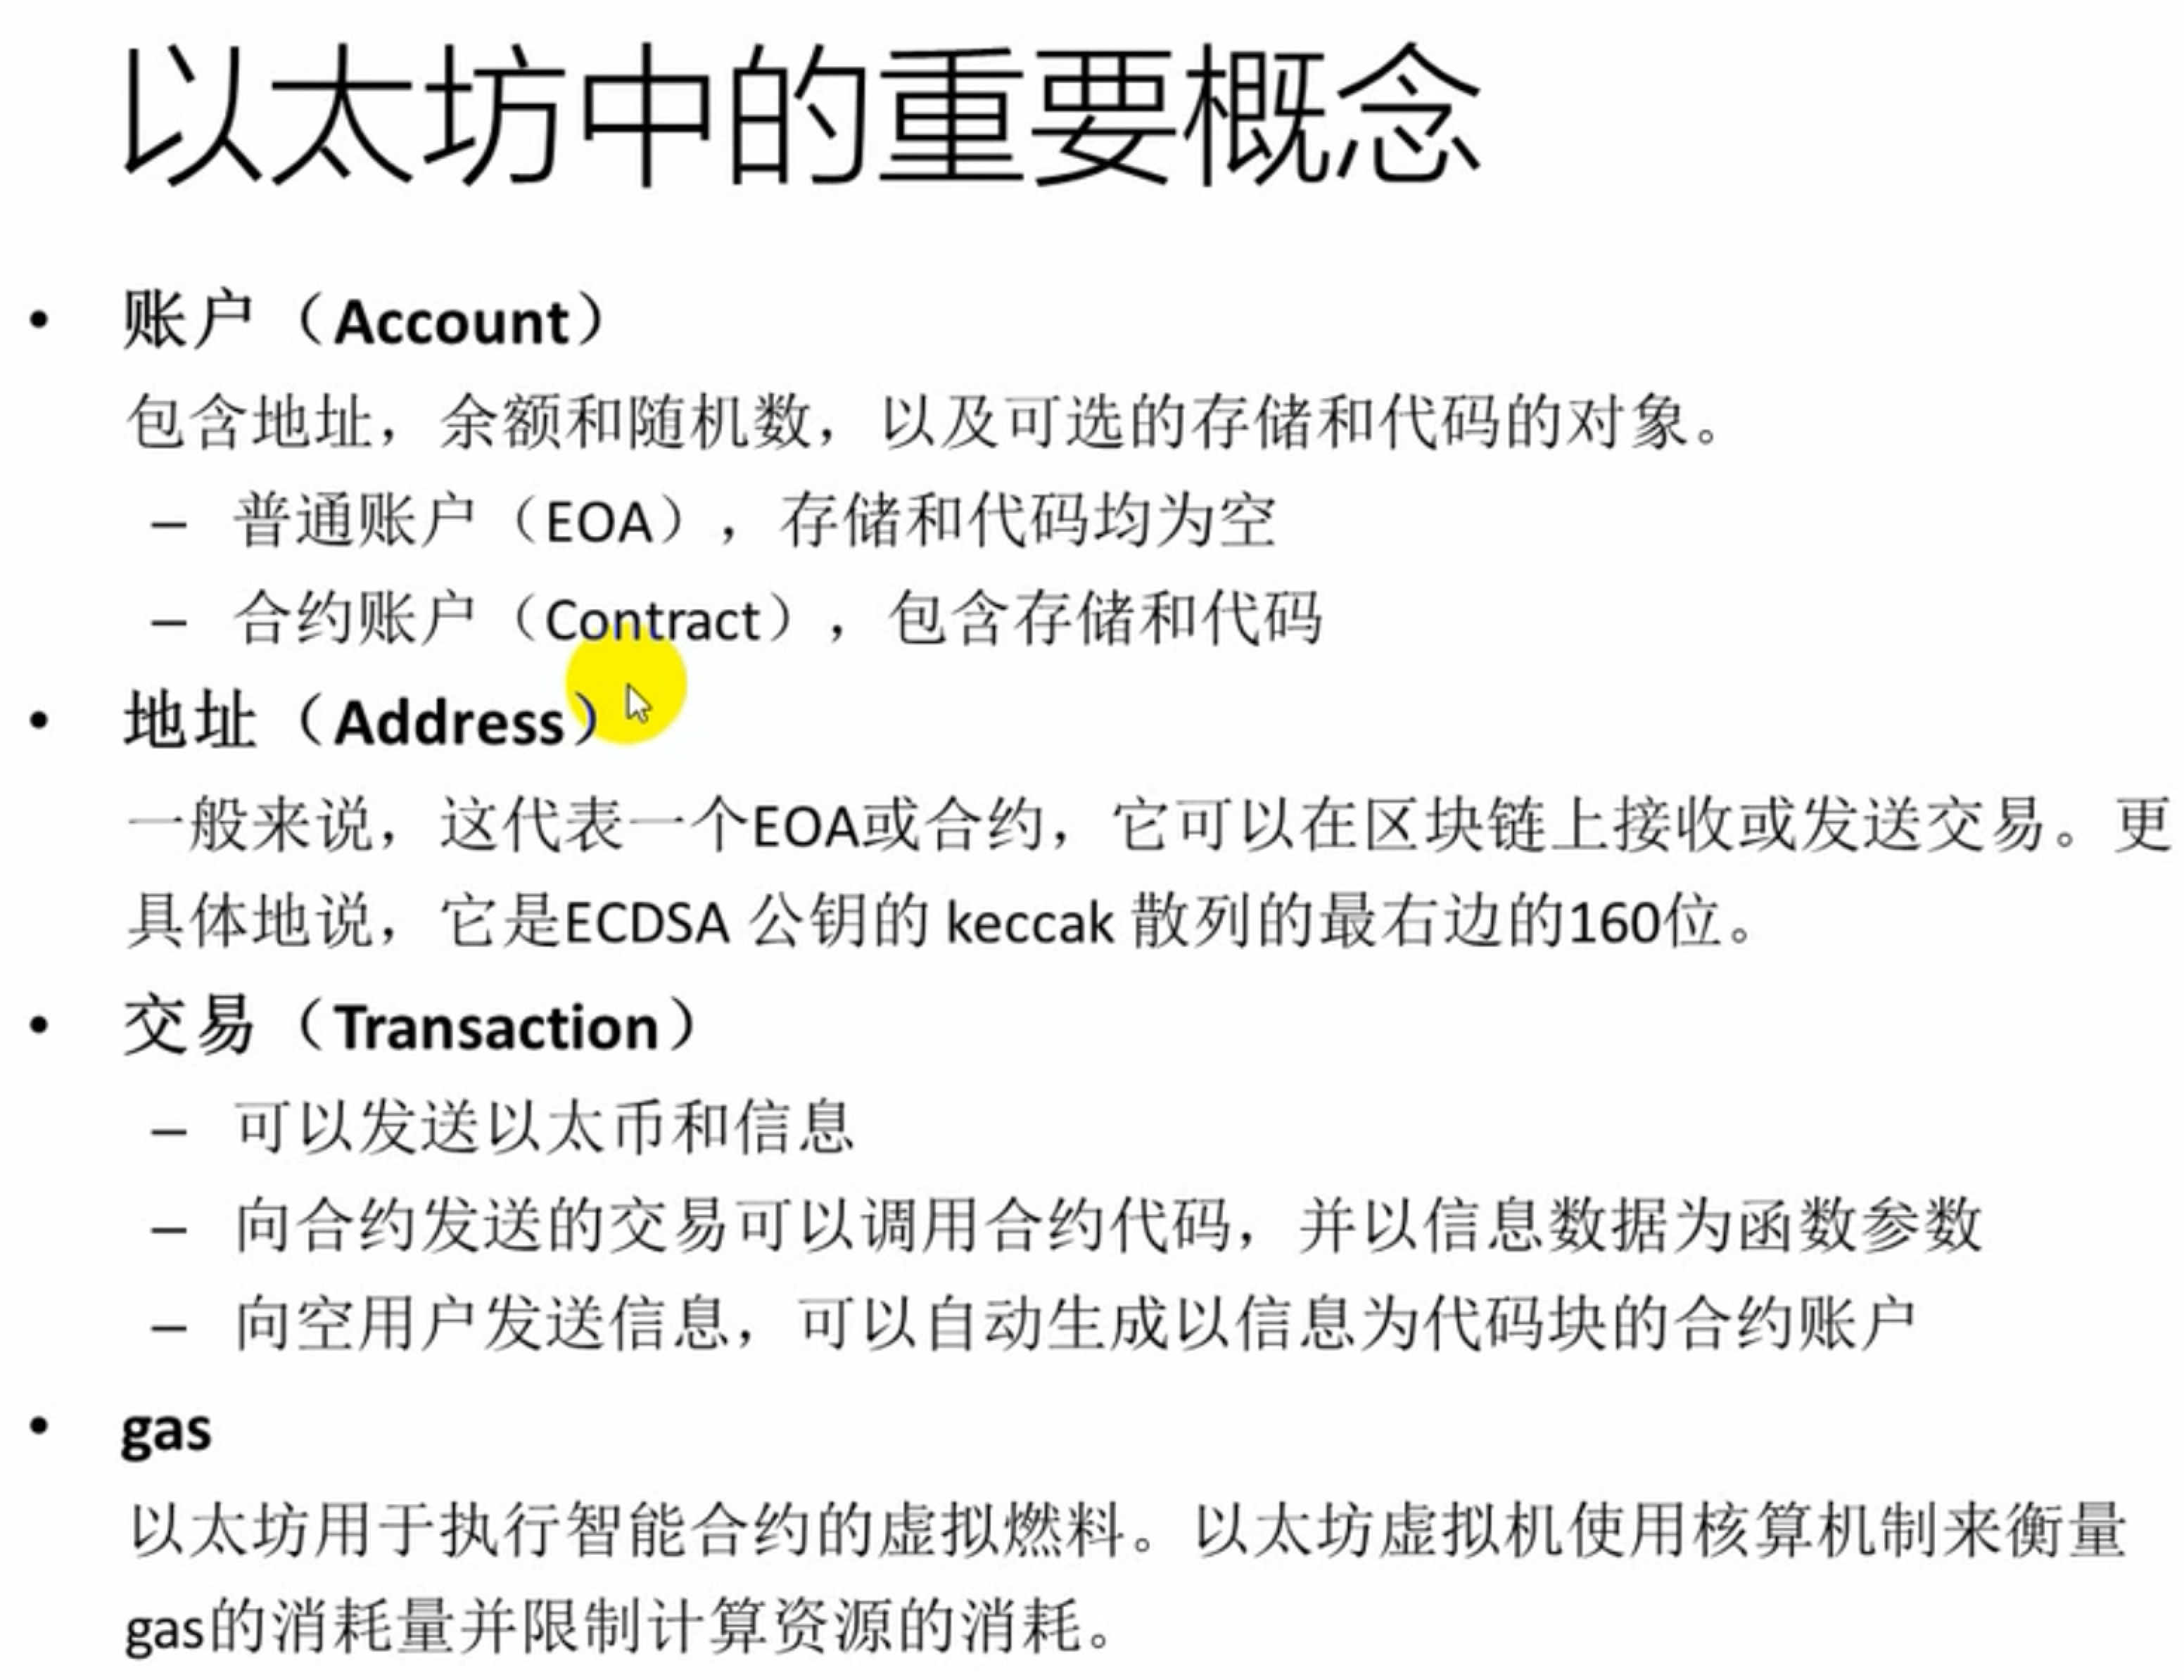 以太坊中的重要概念
• 账户（Account）
包含地址，余额和随机数，以及可选的存储和代码的对象。
– 普通账户（EOA），存储和代码均为空
– 合约账户（Contract），包含存储和代码
• 地址（Address）
一般来说，这代表一个EOA或合约，它可以在区块链上接收或发送交易。更
具体地说，它是ECDSA 公钥的 keccak 散列的最右边的160位。
• 交易（Transaction）
– 可以发送以太币和信息
– 向合约发送的交易可以调用合约代码，并以信息数据为函数参数
– 向空用户发送信息，可以自动生成以信息为代码块的合约账户
• gas
以太坊用于执行智能合约的虚拟燃料。以太坊虚拟机使用核算机制来衡量
gas的消耗量并限制计算资源的消耗。